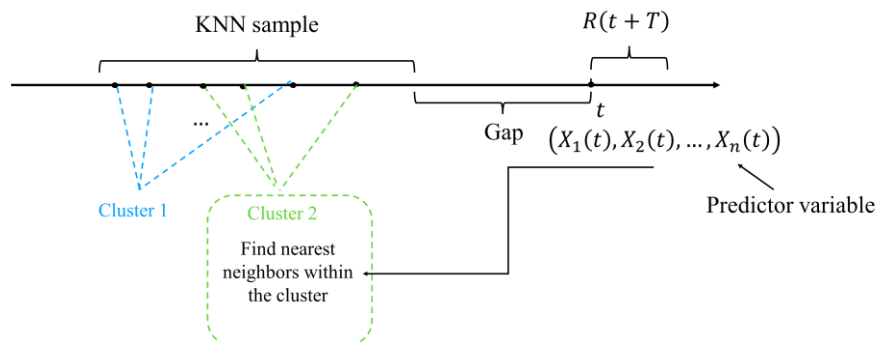 KNN sample
R(t + T)
t
...
Gap
(X₁(t), X₂(t), … , Xₙ(t))
Cluster 1
Cluster 2
Predictor variable
Find nearest
neighbors within
the cluster